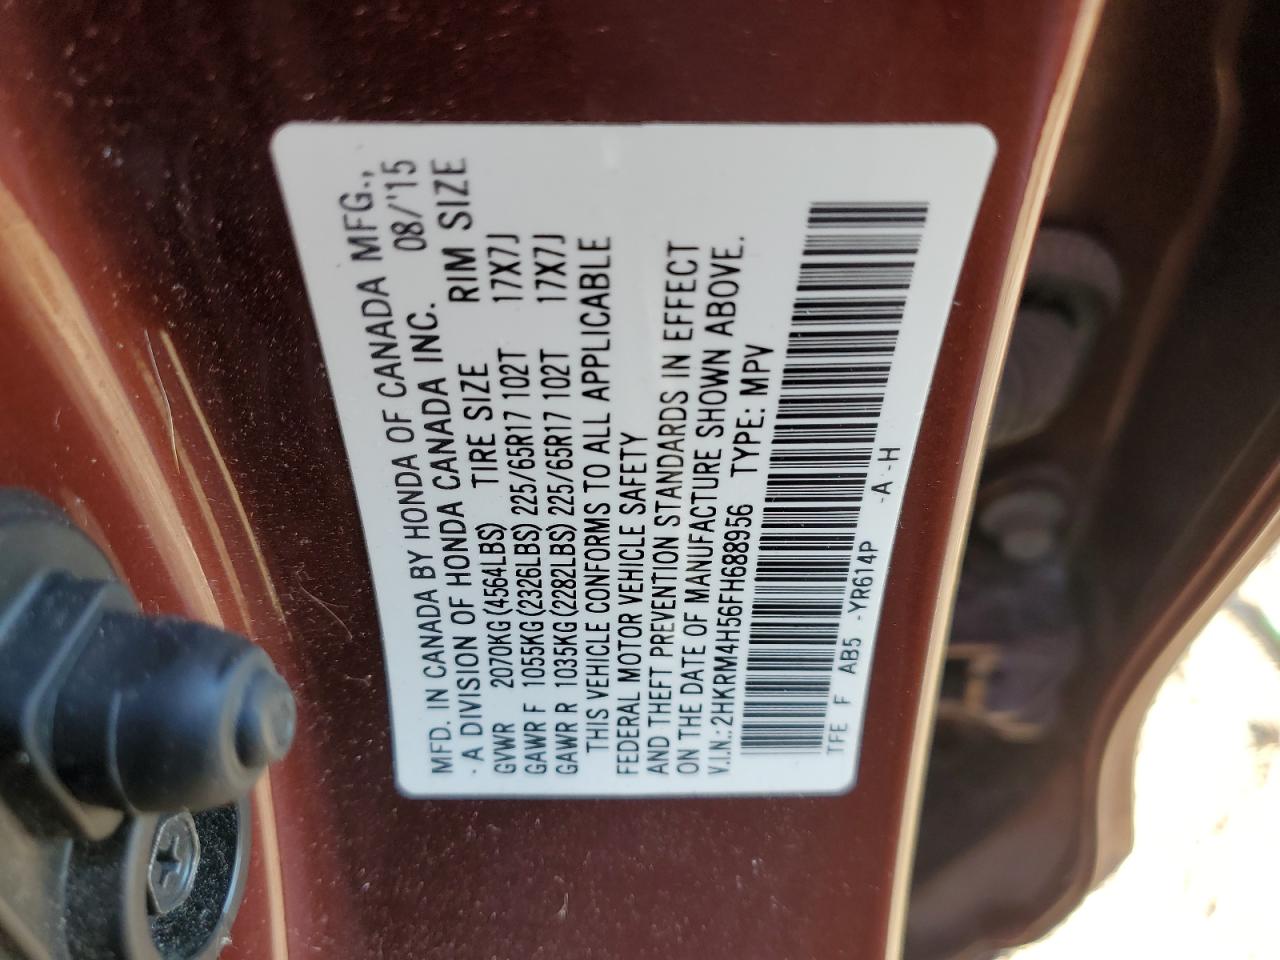 MFD. IN CANADA BY HONDA OF CANADA MFG.,
· A DIVISION OF HONDA CANADA INC. 08/'15
GVWR 2070KG(4564LBS) TIRE SIZE RIM SIZE
GAWR F 1055KG(2326LBS) 225/65R17 102T 17X7J
GAWR R 1035KG(2282LBS) 225/65R17 102T 17X7J
THIS VEHICLE CONFORMS TO ALL APPLICABLE
FEDERAL MOTOR VEHICLE SAFETY
AND THEFT PREVENTION STANDARDS IN EFFECT
ON THE DATE OF MANUFACTURE SHOWN ABOVE.
V.I.N.:2HKRM4H56FH688956 TYPE: MPV
TFE F AB5 -YR614P -A--H